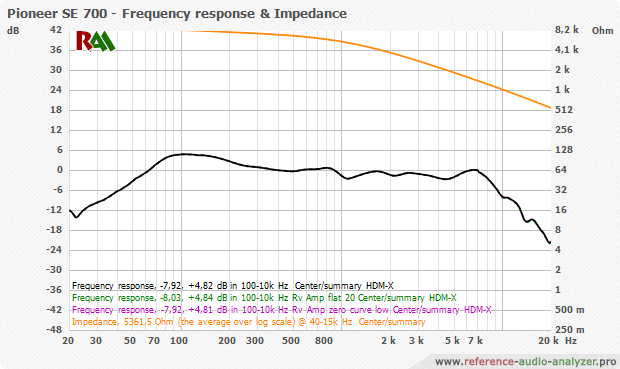 Pioneer SE 700 - Frequency response & Impedance
dB
Ohm
RAA
42
36
30
24
18
12
6
0
-6
-12
-18
-24
-30
-36
-42
-48
8,2 k
4,1 k
2 k
1 k
512
256
128
64
32
16
8
4
2
1
500 m
250 m
Frequency response, -7,92, +4,82 dB in 100-10k Hz Center/summary HDM-X
Frequency response, -8,03, +4,84 dB in 100-10k Hz Rv Amp flat 20 Center/summary HDM-X
Frequency response, -7,92, +4,81 dB in 100-10k Hz Rv Amp zero curve low Center/summary HDM-X
Impedance, 5361,5 Ohm (the average over log scale) @ 40-15k Hz Center/summary
20 30 40 50 60 80 100 200 300 400 500 800 2 k 3 k 5 k 7 k 10 k 20 k Hz
www.reference-audio-analyzer.pro